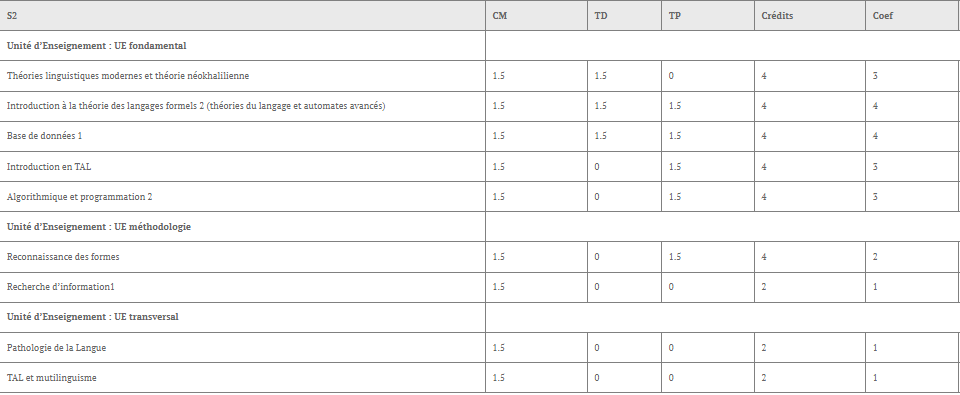 S2 CM TD TP Crédits Coef
Unité d'Enseignement : UE fondamental
Théories linguistiques modernes et théorie néokhalilienne 1.5 1.5 0 4 3
Introduction à la théorie des langages formels 2 (théories du langage et automates avancés) 1.5 1.5 1.5 4 4
Base de données 1 1.5 1.5 1.5 4 4
Introduction en TAL 1.5 0 1.5 4 3
Algorithmique et programmation 2 1.5 0 1.5 4 3
Unité d'Enseignement : UE méthodologie
Reconnaissance des formes 1.5 0 1.5 4 2
Recherche d'information1 1.5 0 0 2 1
Unité d'Enseignement : UE transversal
Pathologie de la Langue 1.5 0 0 2 1
TAL et mutilinguisme 1.5 0 0 2 1